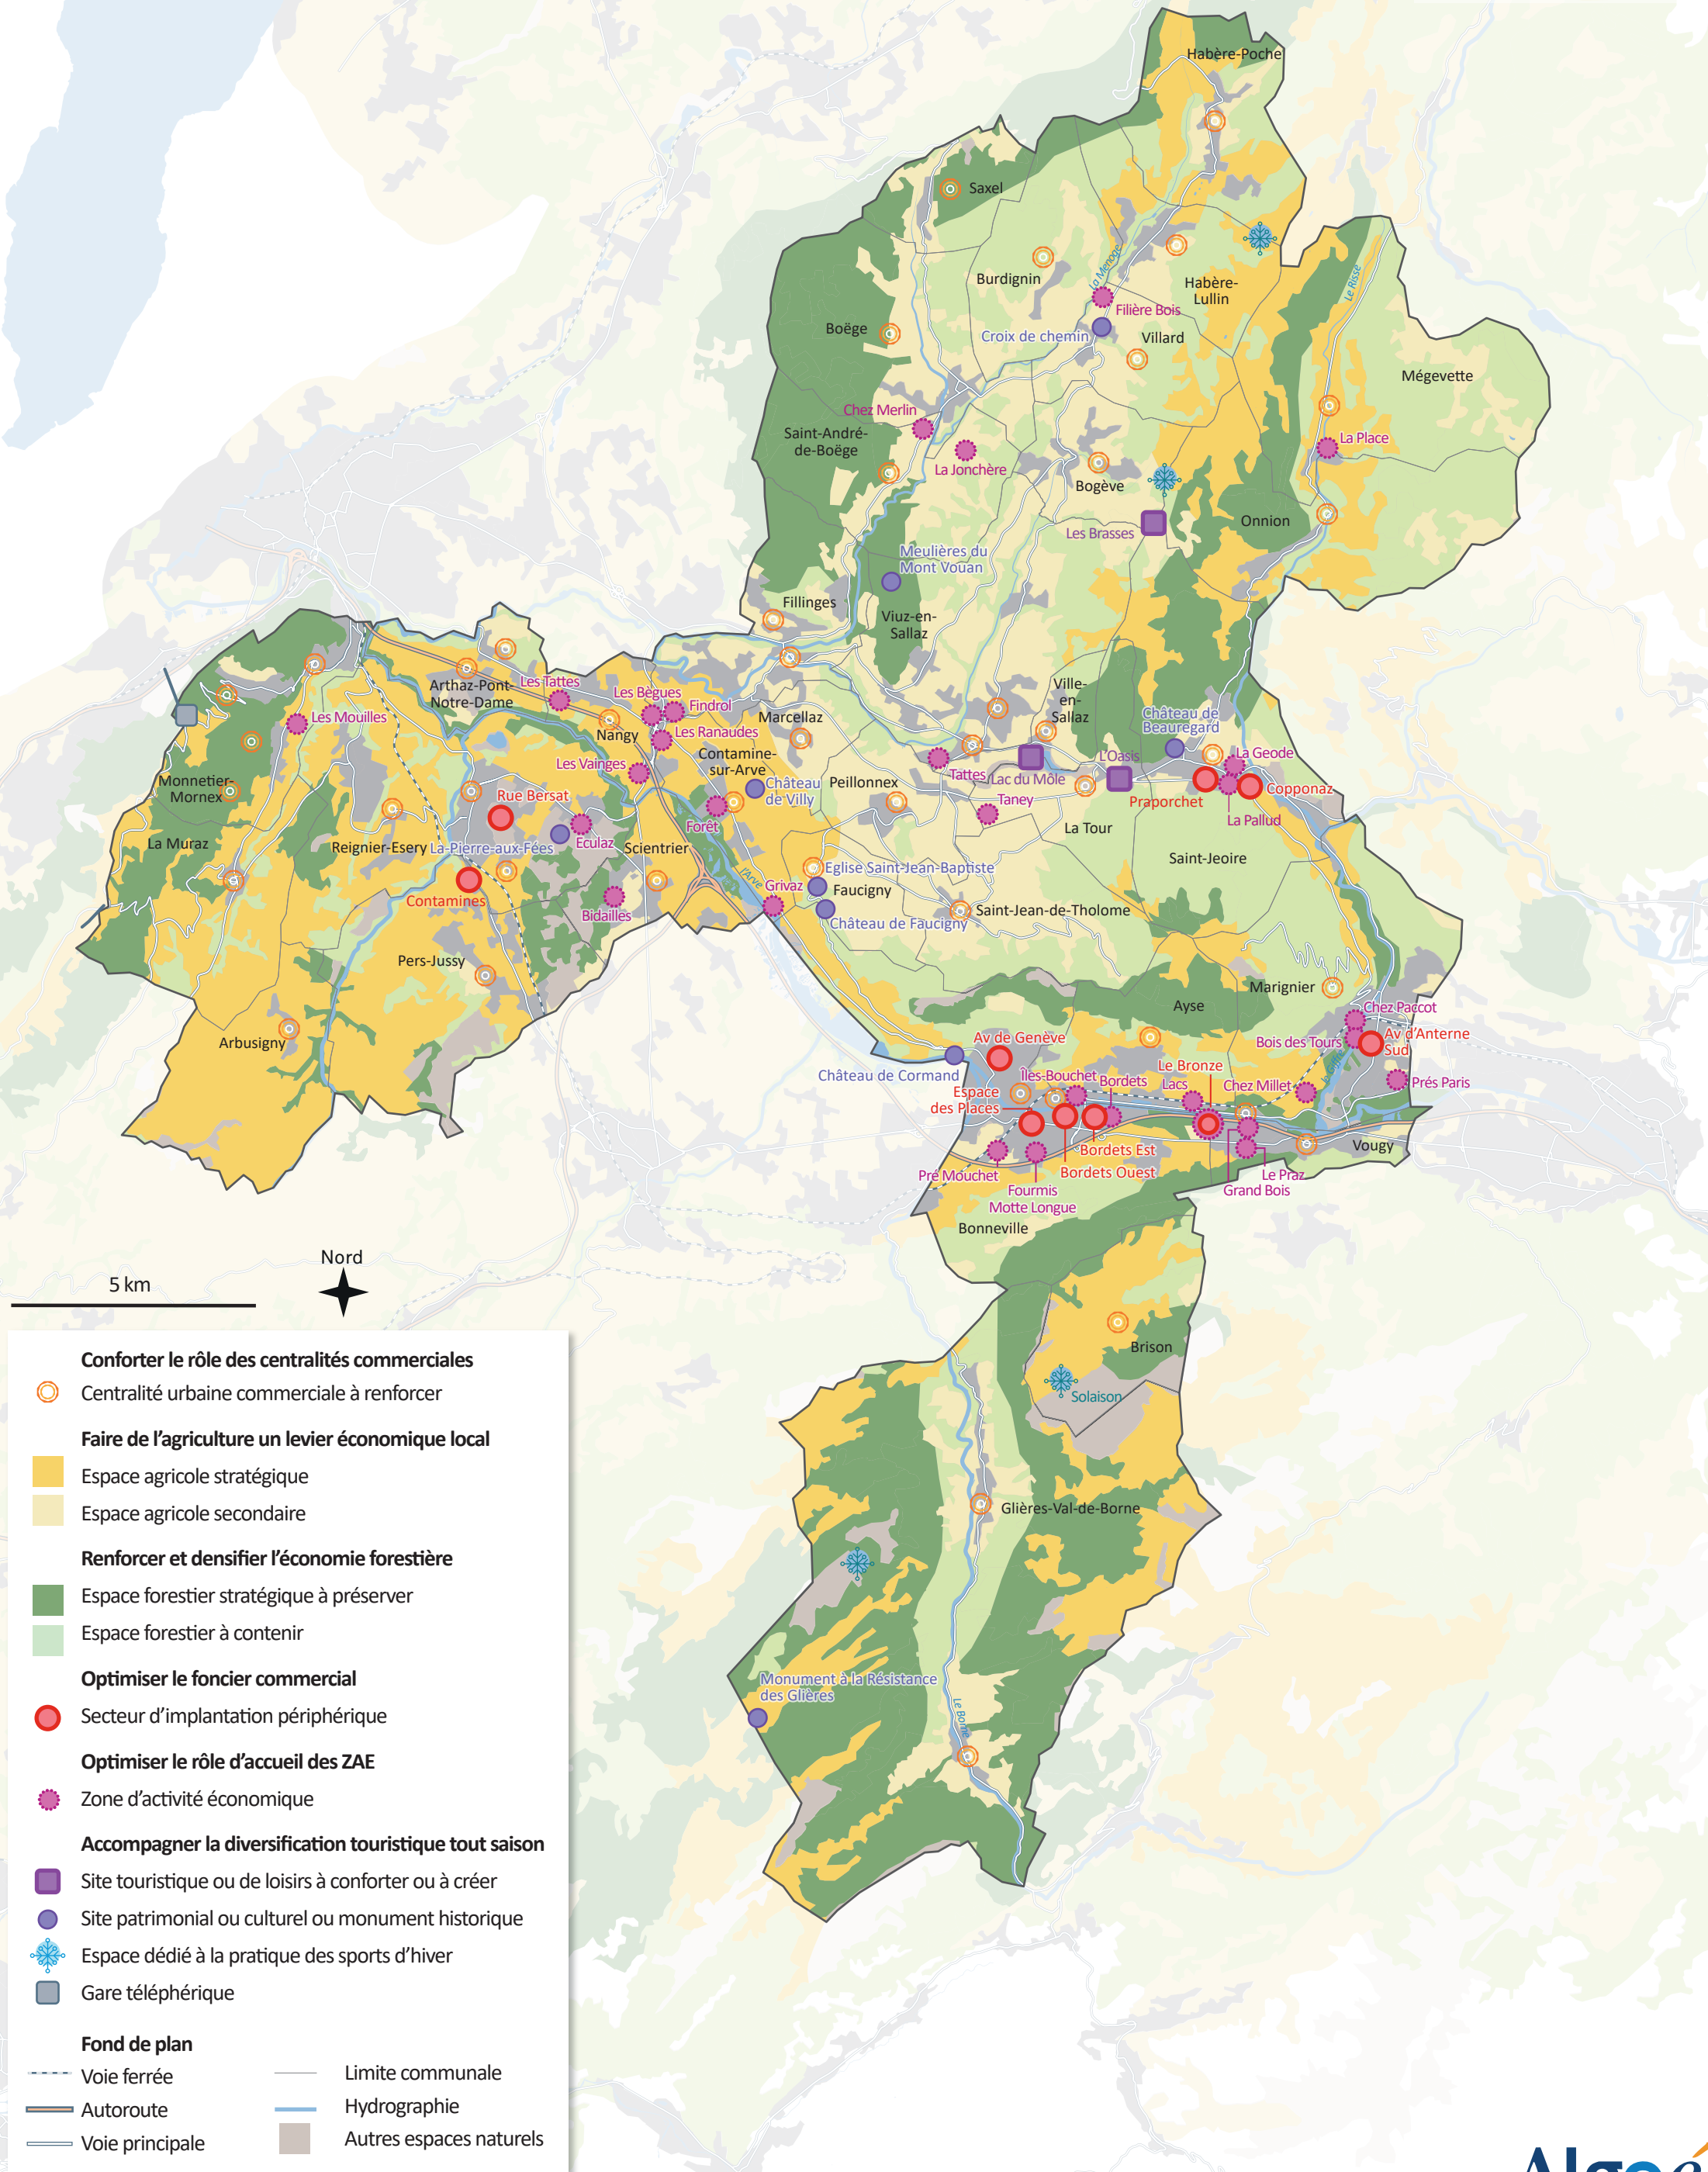 Habère-Poche
Saxel
Burdignin
La Menoge
Habère-
Lullin
Le Risse
Filière Bois
Croix de chemin
Villard
Boëge
Mégevette
Chez Merlin
Saint-André-
de-Boëge
La Jonchère
La Place
Bogève
Onnion
Les Brasses
Meulières du
Mont Vouan
Fillinges
Viuz-en-
Sallaz
Arthaz-Pont-
Notre-Dame
Les Tattes
Les Bègues
Findrol
Les Mouilles
Nangy
Les Ranaudes
Marcellaz
Ville-
en-
Sallaz
Château de
Beauregard
Contamine-
sur-Arve
Les Vainges
L'Oasis
La Geode
Tattes
Lac du Môle
Monnetier-
Mornex
Château
de Villy
Peillonnex
Copponaz
Rue Bersat
Praporchet
Taney
La Pallud
Forêt
La Tour
La Muraz
Reignier-Esery
La-Pierre-aux-Fées
Eculaz
Scientrier
Saint-Jeoire
l'Arve
Eglise Saint-Jean-Baptiste
Grivaz
Faucigny
Contamines
Bidailles
Château de Faucigny
Saint-Jean-de-Tholome
Pers-Jussy
Marignier
Ayse
Chez Paccot
Arbusigny
Av de Genève
Bois des Tours
Av d'Anterne
Sud
le Giffre
Château de Cormand
Îles-Bouchet
Bordets
Le Bronze
Lacs
Chez Millet
Prés Paris
Espace
des Places
Bordets Est
Vougy
Pré Mouchet
Bordets Ouest
Le Praz
Fourmis
Motte Longue
Grand Bois
Bonneville
Nord
5 km
Brison
Solaison
Glières-Val-de-Borne
Monument à la Résistance
des Glières
Le Borne
Conforter le rôle des centralités commerciales
Centralité urbaine commerciale à renforcer
Faire de l'agriculture un levier économique local
Espace agricole stratégique
Espace agricole secondaire
Renforcer et densifier l'économie forestière
Espace forestier stratégique à préserver
Espace forestier à contenir
Optimiser le foncier commercial
Secteur d'implantation périphérique
Optimiser le rôle d'accueil des ZAE
Zone d'activité économique
Accompagner la diversification touristique tout saison
Site touristique ou de loisirs à conforter ou à créer
Site patrimonial ou culturel ou monument historique
Espace dédié à la pratique des sports d'hiver
Gare téléphérique
Fond de plan
Voie ferrée
Limite communale
Autoroute
Hydrographie
Voie principale
Autres espaces naturels